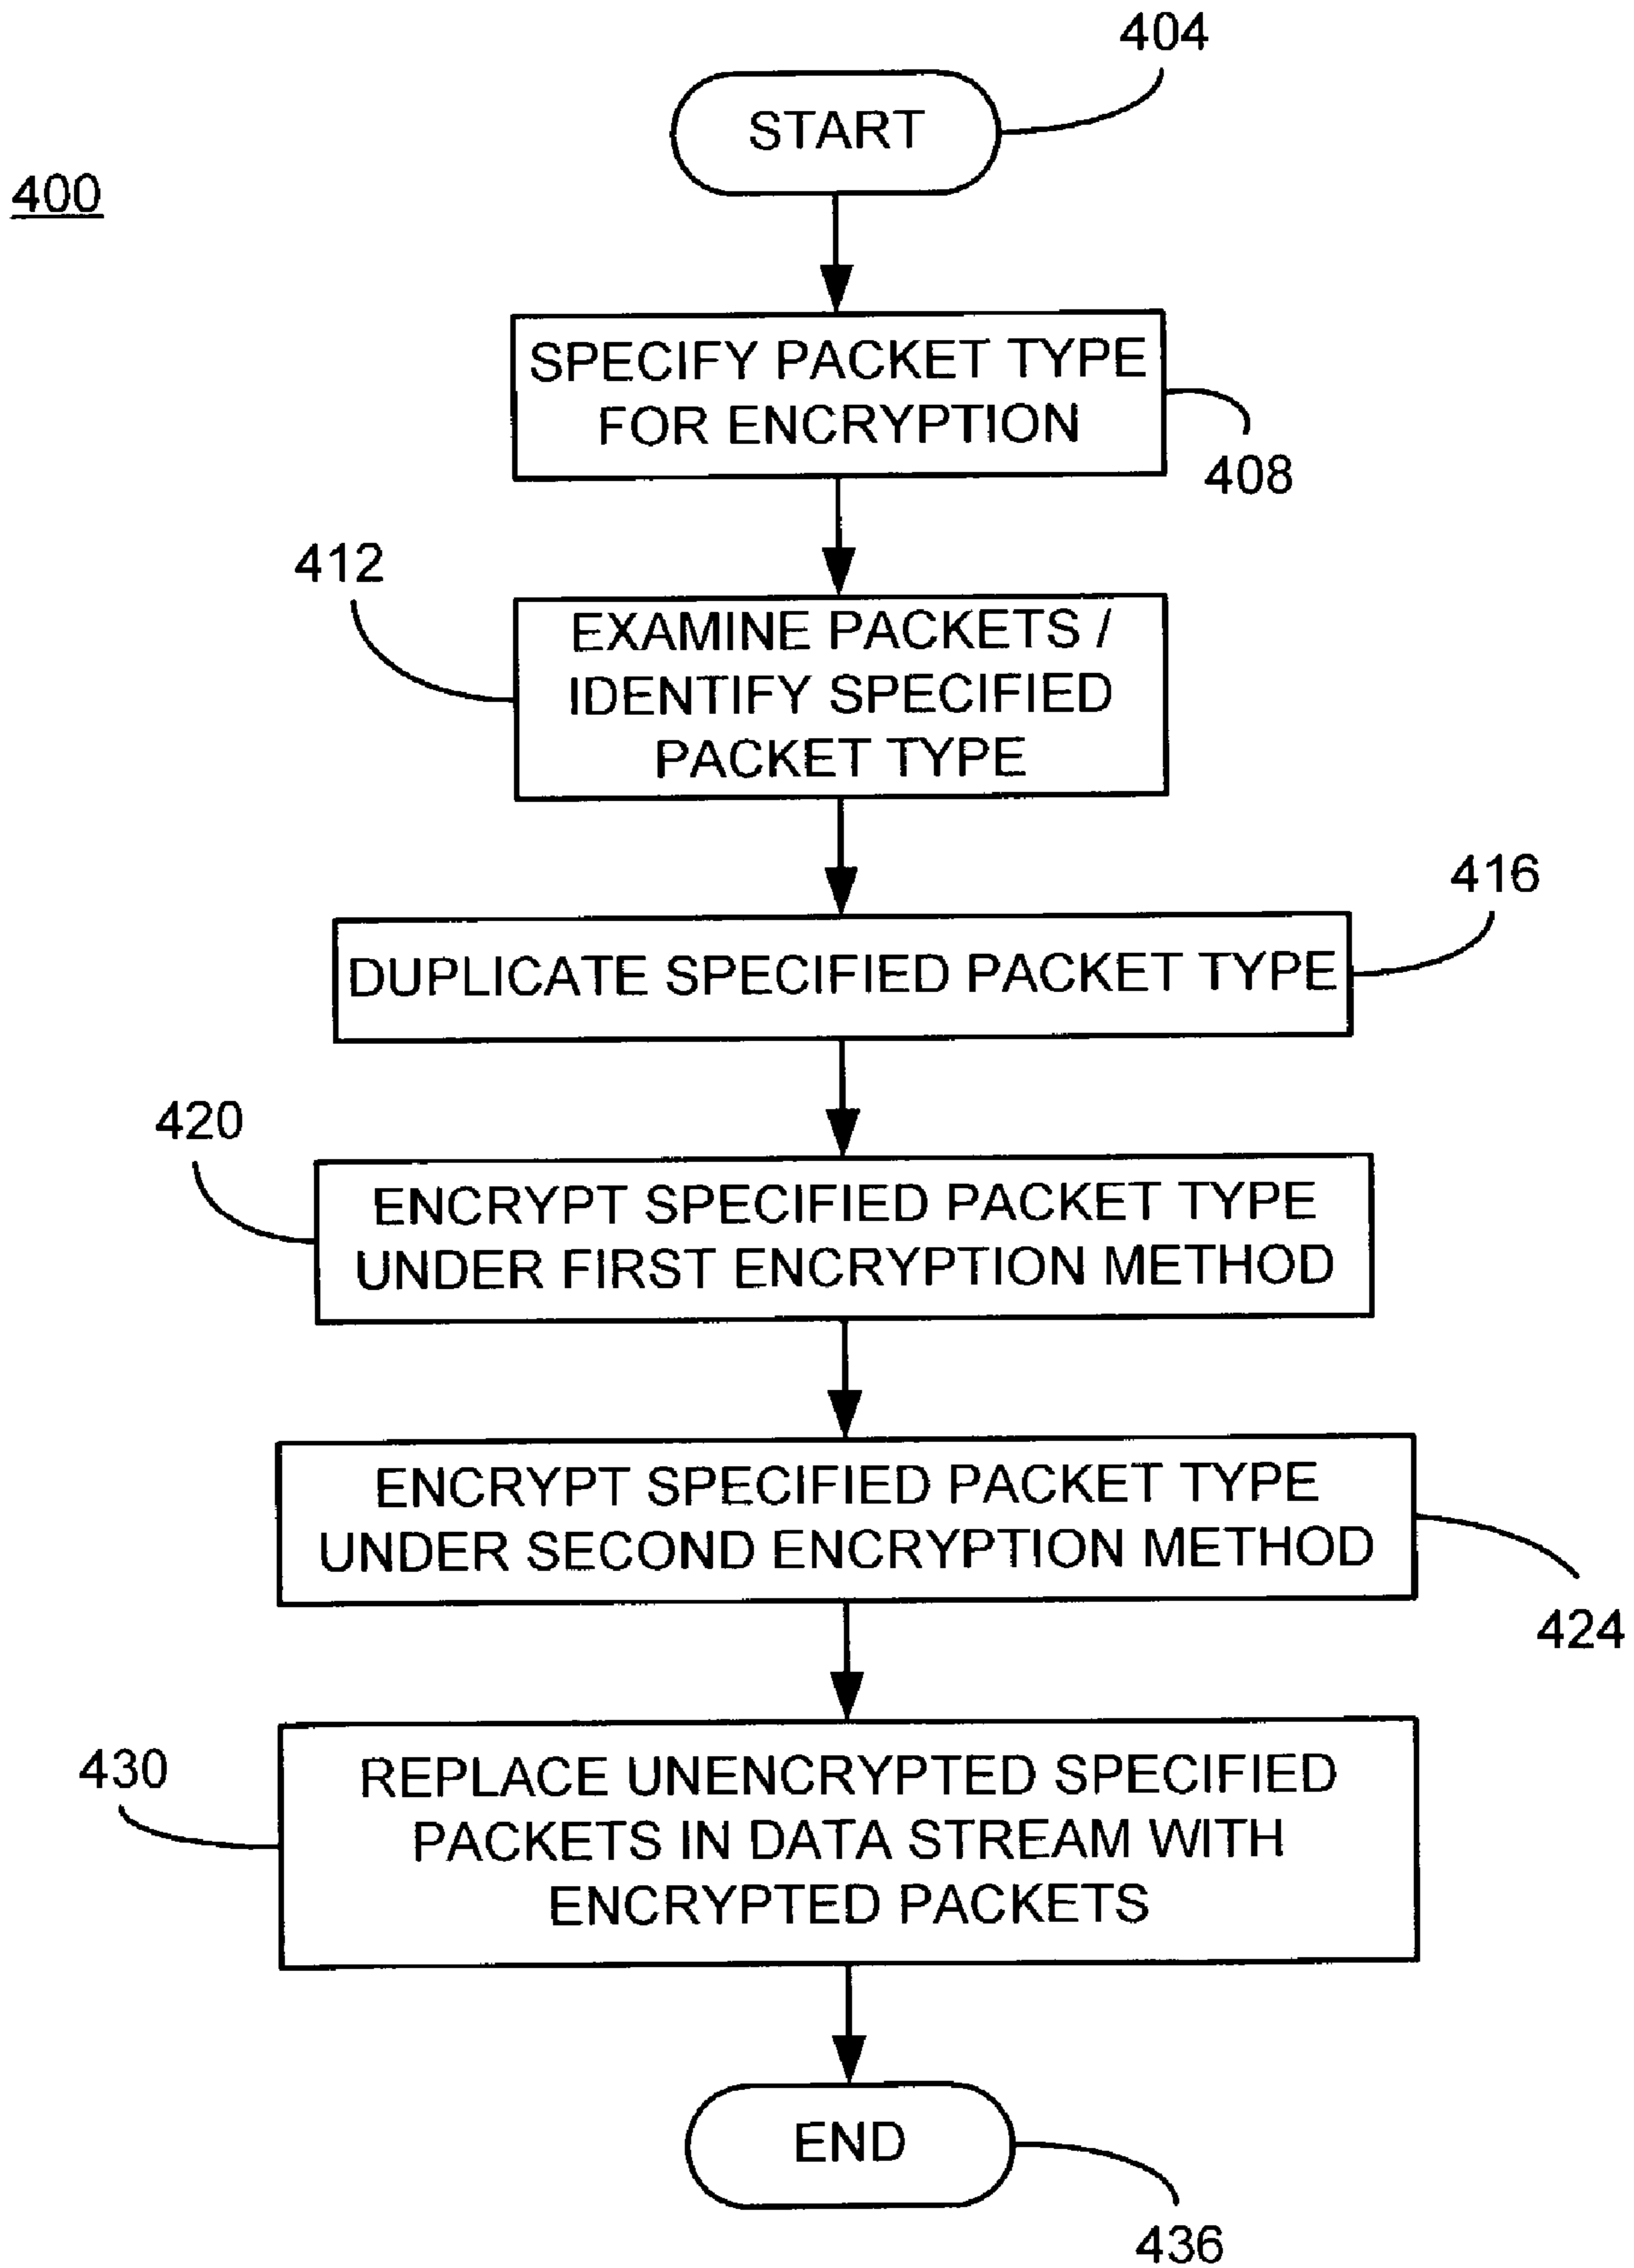 404
START
400
SPECIFY PACKET TYPE
FOR ENCRYPTION
408
412
EXAMINE PACKETS /
IDENTIFY SPECIFIED
PACKET TYPE
416
DUPLICATE SPECIFIED PACKET TYPE
420
ENCRYPT SPECIFIED PACKET TYPE
UNDER FIRST ENCRYPTION METHOD
ENCRYPT SPECIFIED PACKET TYPE
UNDER SECOND ENCRYPTION METHOD
424
430
REPLACE UNENCRYPTED SPECIFIED
PACKETS IN DATA STREAM WITH
ENCRYPTED PACKETS
END
436